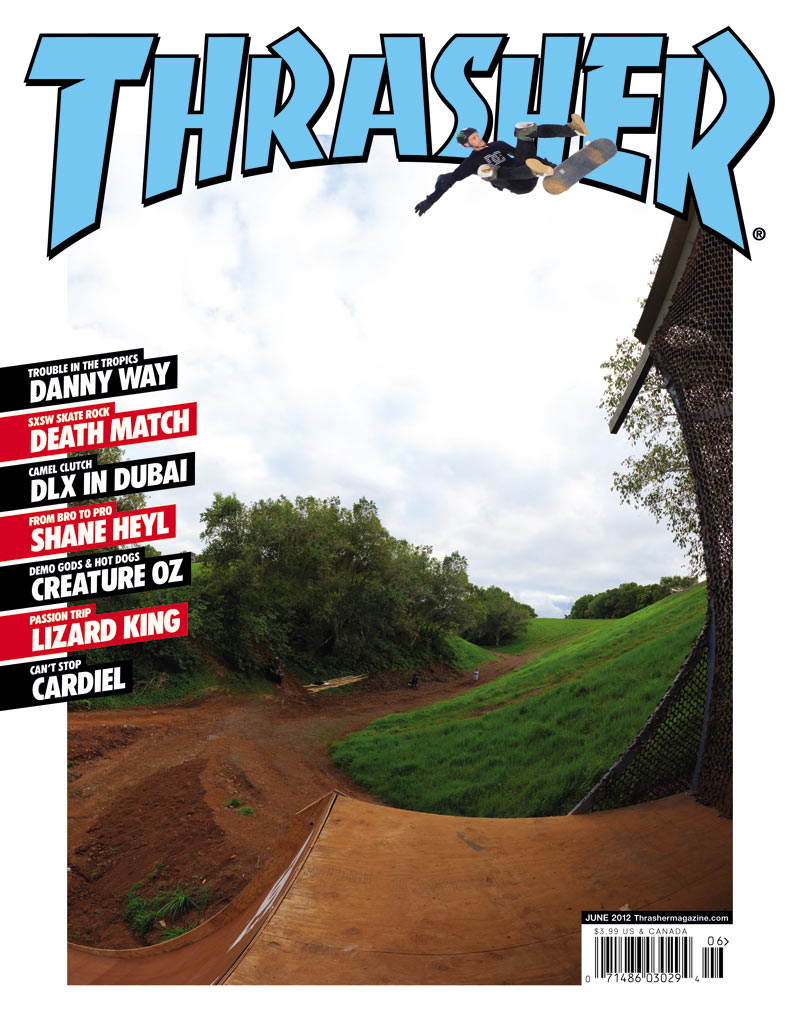 THRASHER
®
TROUBLE IN THE TROPICS
DANNY WAY
SXSW SKATE ROCK
DEATH MATCH
CAMEL CLUTCH
DLX IN DUBAI
FROM BRO TO PRO
SHANE HEYL
DEMO GODS & HOT DOGS
CREATURE OZ
PASSION TRIP
LIZARD KING
CAN'T STOP
CARDIEL
JUNE 2012 Thrashermagazine.com
$3.99 US & CANADA
06>
0 71486 03029 4